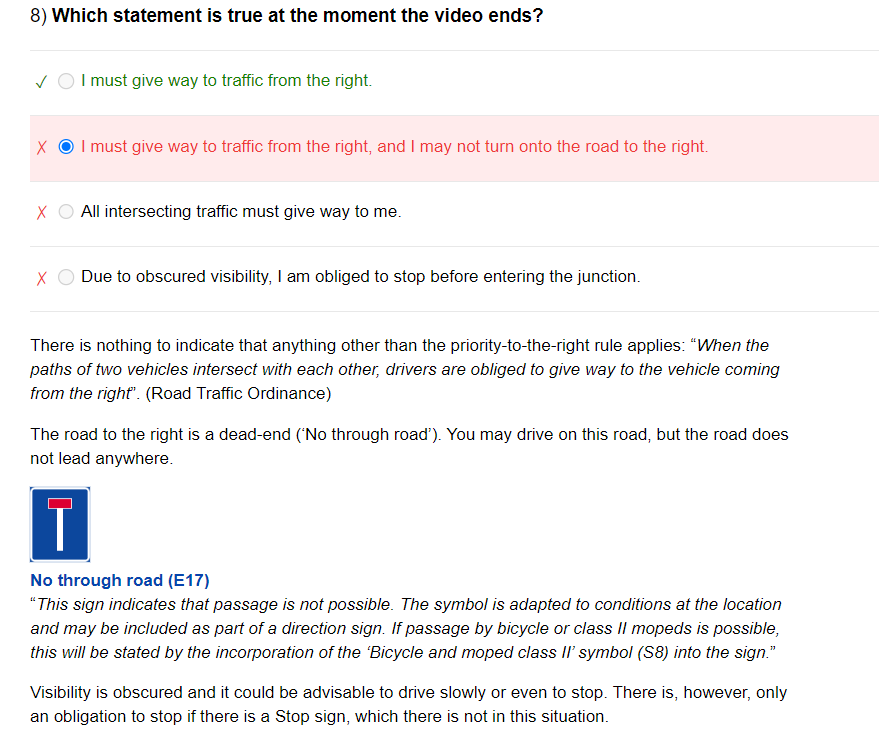 8) Which statement is true at the moment the video ends?
✓ I must give way to traffic from the right.
X I must give way to traffic from the right, and I may not turn onto the road to the right.
X All intersecting traffic must give way to me.
X Due to obscured visibility, I am obliged to stop before entering the junction.
There is nothing to indicate that anything other than the priority-to-the-right rule applies: “When the
paths of two vehicles intersect with each other, drivers are obliged to give way to the vehicle coming
from the right”. (Road Traffic Ordinance)
The road to the right is a dead-end (‘No through road’). You may drive on this road, but the road does
not lead anywhere.
No through road (E17)
“This sign indicates that passage is not possible. The symbol is adapted to conditions at the location
and may be included as part of a direction sign. If passage by bicycle or class II mopeds is possible,
this will be stated by the incorporation of the ‘Bicycle and moped class II’ symbol (S8) into the sign.”
Visibility is obscured and it could be advisable to drive slowly or even to stop. There is, however, only
an obligation to stop if there is a Stop sign, which there is not in this situation.